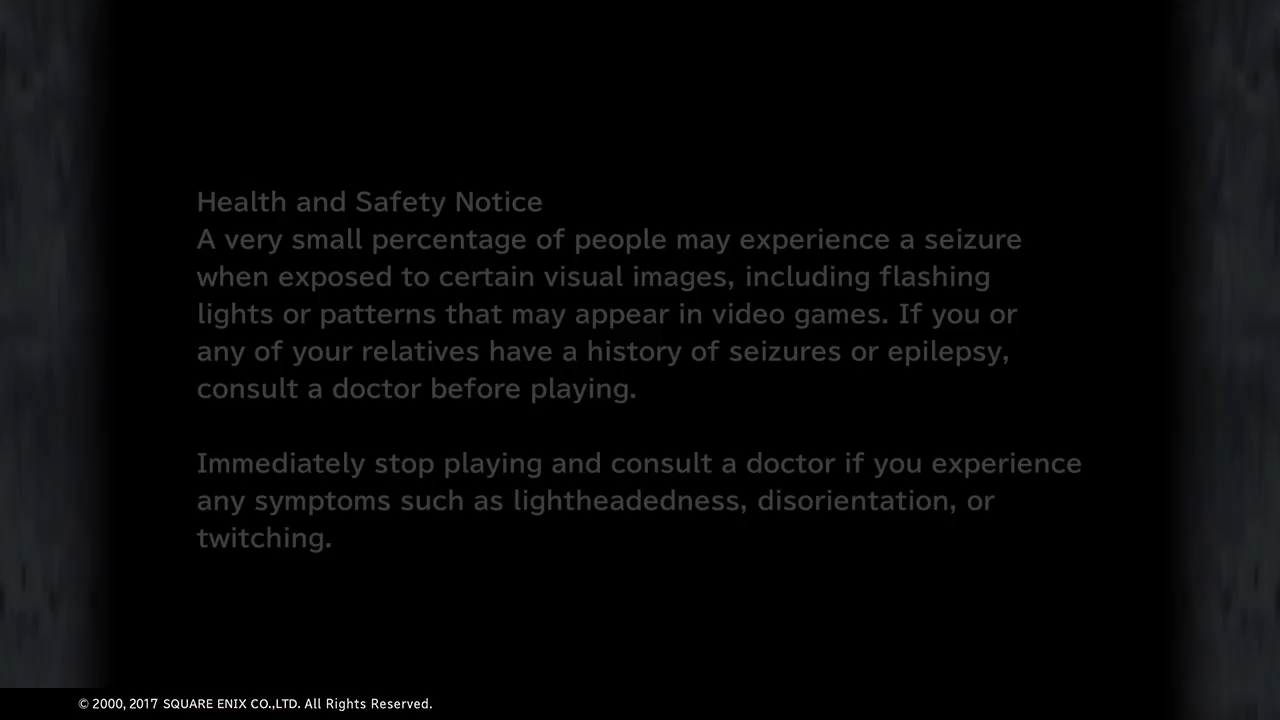 Health and Safety Notice
A very small percentage of people may experience a seizure
when exposed to certain visual images, including flashing
lights or patterns that may appear in video games. If you or
any of your relatives have a history of seizures or epilepsy,
consult a doctor before playing.
Immediately stop playing and consult a doctor if you experience
any symptoms such as lightheadedness, disorientation, or
twitching.
© 2000, 2017 SQUARE ENIX CO.,LTD. All Rights Reserved.